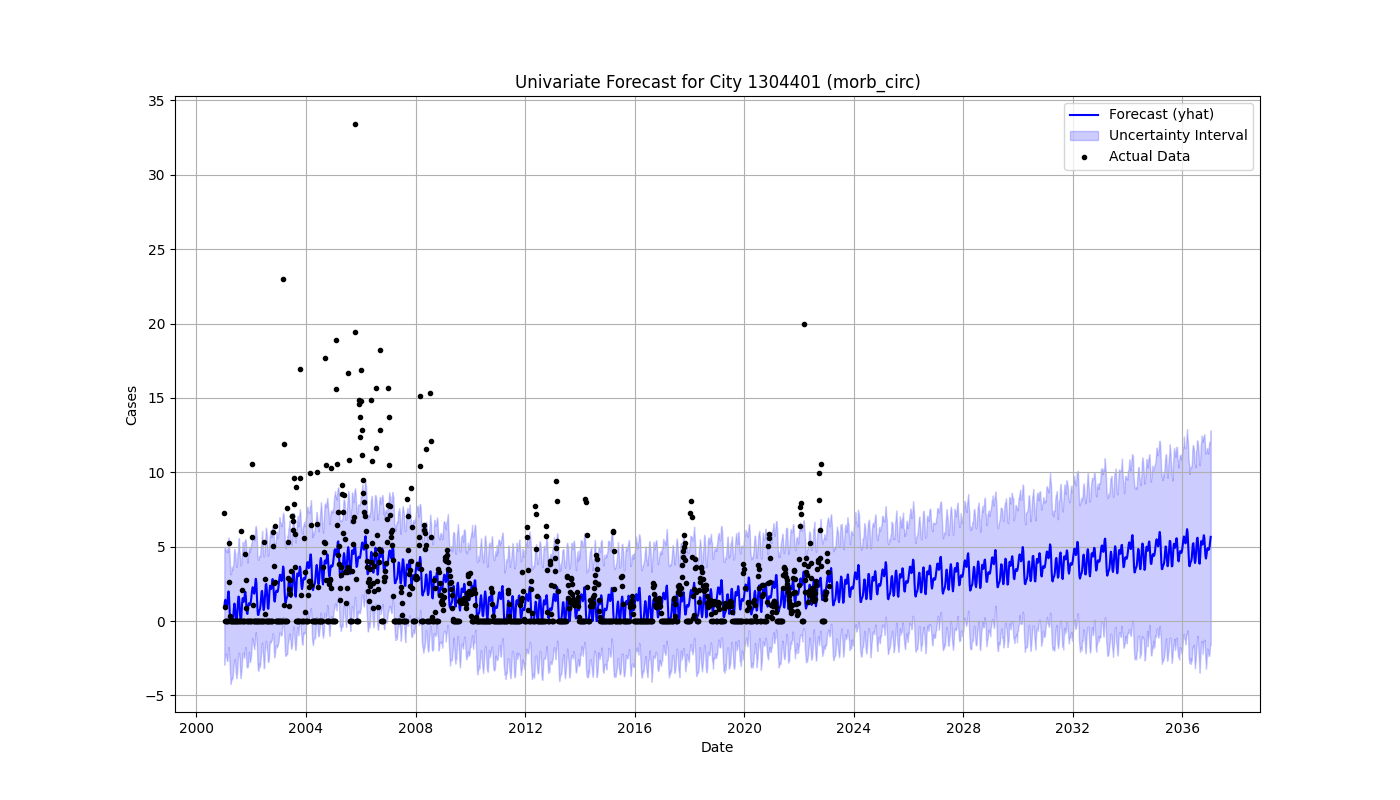 Univariate Forecast for City 1304401 (morb_circ)
Forecast (yhat)
Uncertainty Interval
Actual Data
Cases
35
30
25
20
15
10
5
0
−5
2000 2004 2008 2012 2016 2020 2024 2028 2032 2036
Date